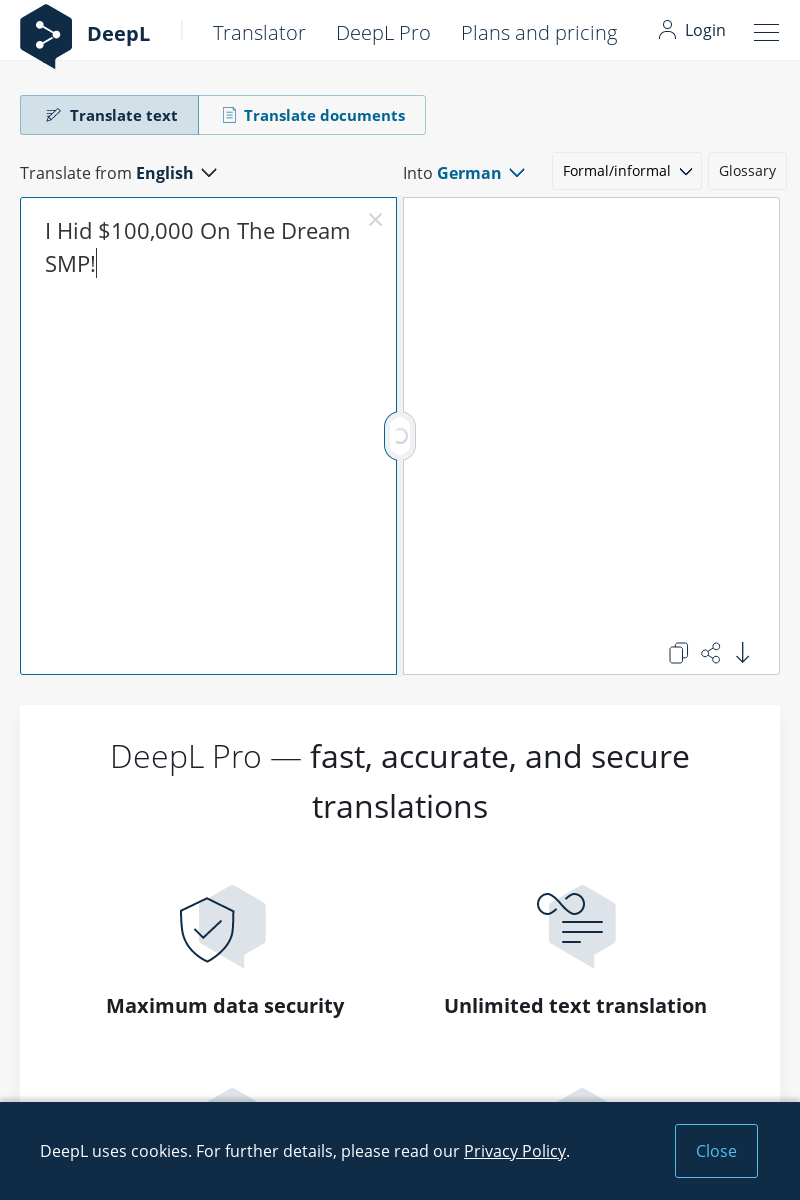 DeepL
Translator
DeepL Pro
Plans and pricing
Login
Translate text
Translate documents
Translate from English
Into German
Formal/informal
Glossary
I Hid $100,000 On The Dream
SMP!
DeepL Pro — fast, accurate, and secure
translations
Maximum data security
Unlimited text translation
DeepL uses cookies. For further details, please read our Privacy Policy.
Close